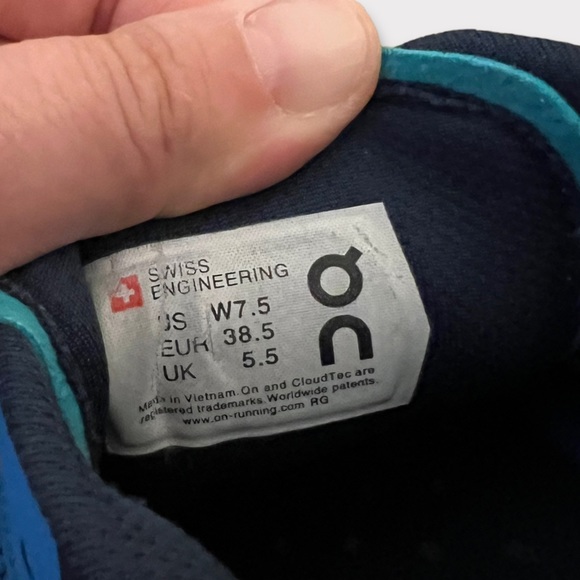 SWISS
ENGINEERING
US W7.5
EUR 38.5
UK 5.5
Made in Vietnam. On and CloudTec are
registered trademarks. Worldwide patents.
www.on-running.com RG
On